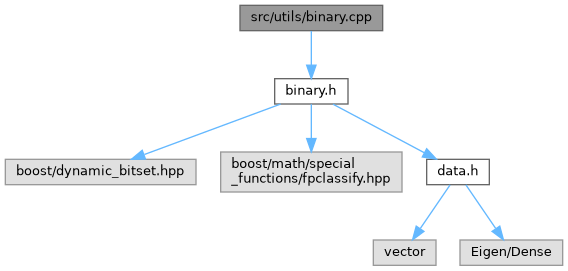 src/utils/binary.cpp
binary.h
boost/dynamic_bitset.hpp
boost/math/special
_functions/fpclassify.hpp
data.h
vector
Eigen/Dense